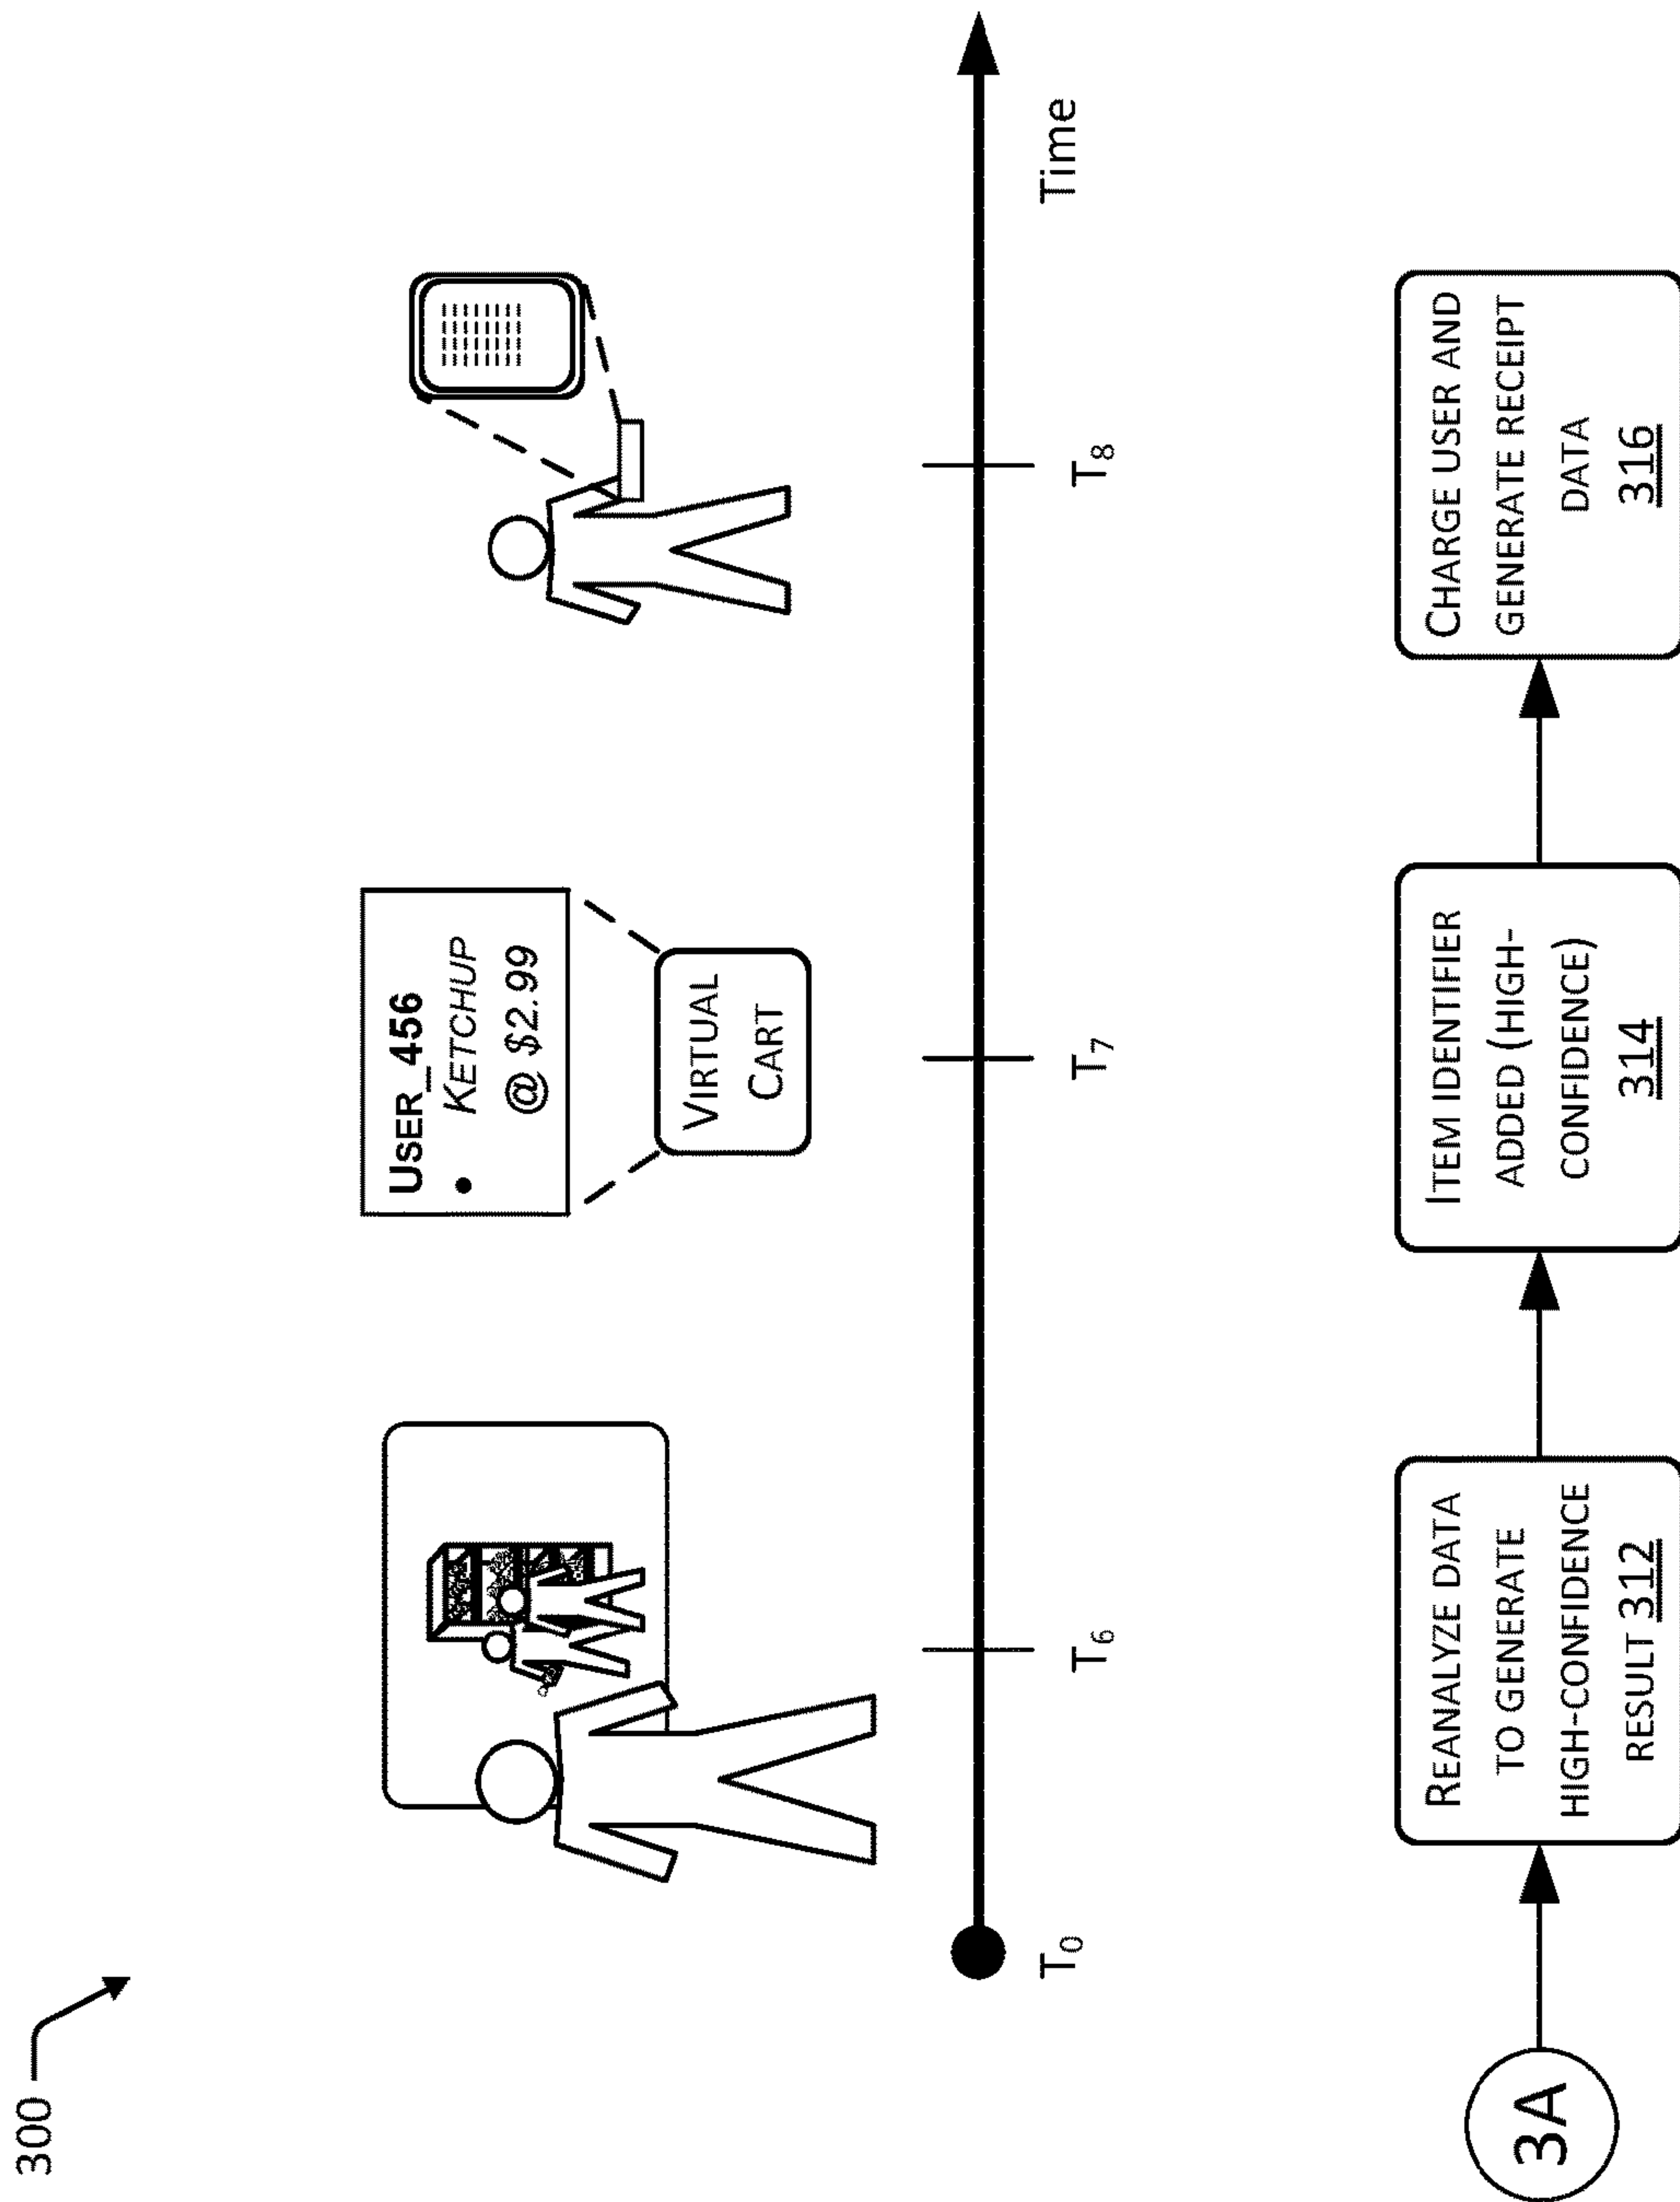 300
USER_456
• KETCHUP
@ $2.99
VIRTUAL
CART
T0
T6
T7
T8
Time
3A
REANALYZE DATA
TO GENERATE
HIGH-CONFIDENCE
RESULT 312
ITEM IDENTIFIER
ADDED (HIGH-
CONFIDENCE)
314
CHARGE USER AND
GENERATE RECEIPT
DATA
316